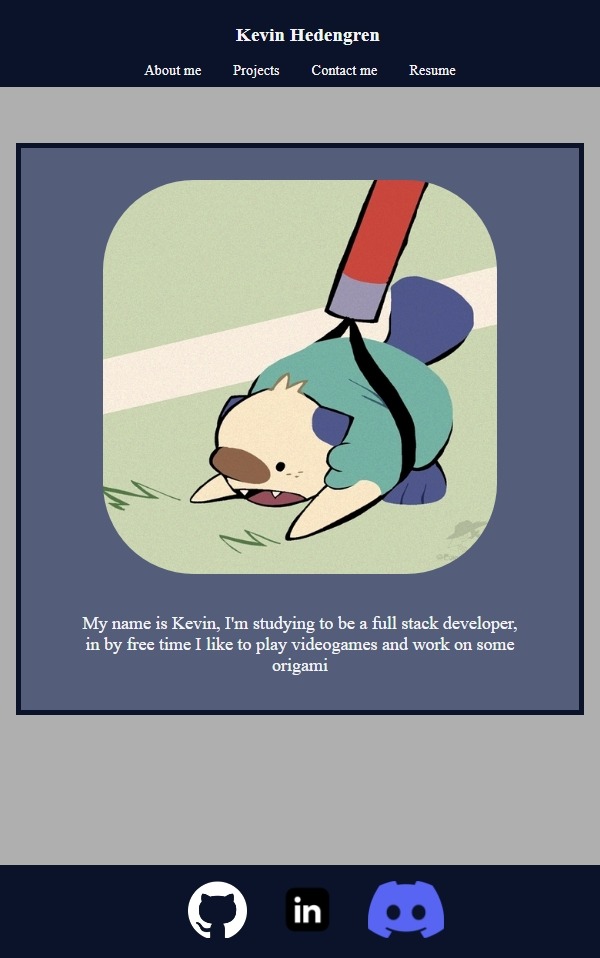 Kevin Hedengren
About me Projects Contact me Resume
My name is Kevin, I'm studying to be a full stack developer,
in by free time I like to play videogames and work on some
origami
in